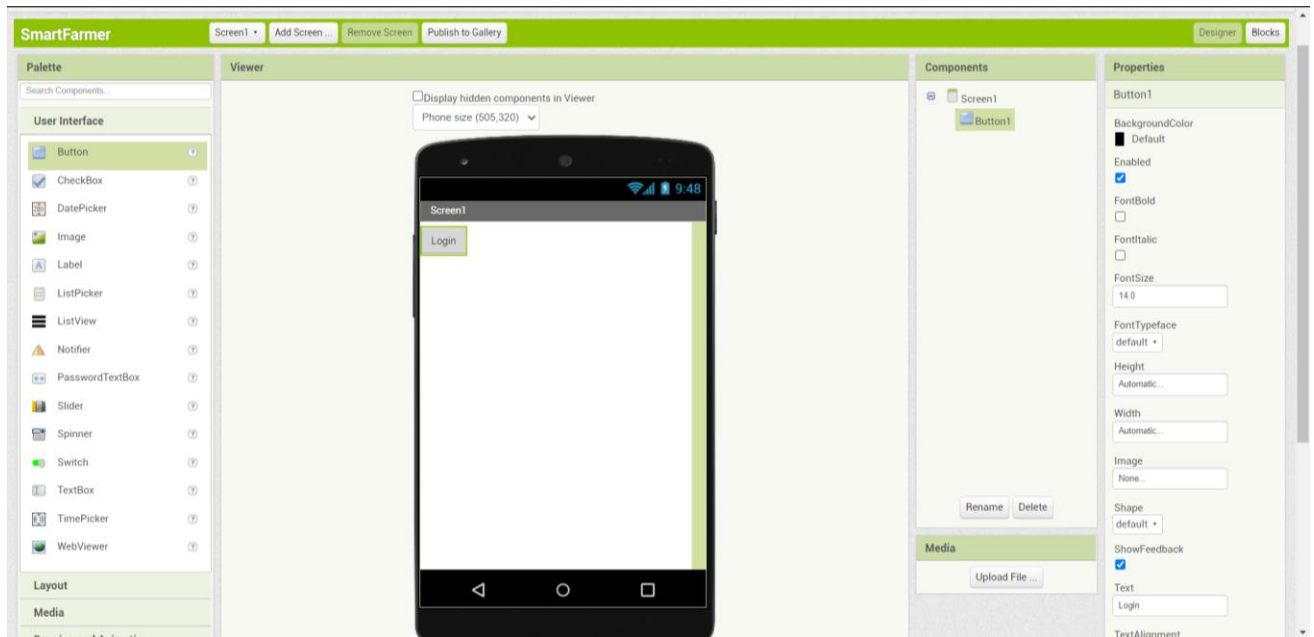 SmartFarmer
Screen1
Add Screen ...
Remove Screen
Publish to Gallery
Designer
Blocks
Palette
Search Components...
User Interface
Button
CheckBox
DatePicker
Image
Label
ListPicker
ListView
Notifier
PasswordTextBox
Slider
Spinner
Switch
TextBox
TimePicker
WebViewer
Layout
Media
Viewer
Display hidden components in Viewer
Phone size (505,320)
9:48
Screen1
Login
Components
Screen1
Button1
Rename
Delete
Media
Upload File ...
Properties
Button1
BackgroundColor
Default
Enabled
FontBold
FontItalic
FontSize
14.0
FontTypeface
default
Height
Automatic...
Width
Automatic...
Image
None...
Shape
default
ShowFeedback
Text
Login
TextAlignment